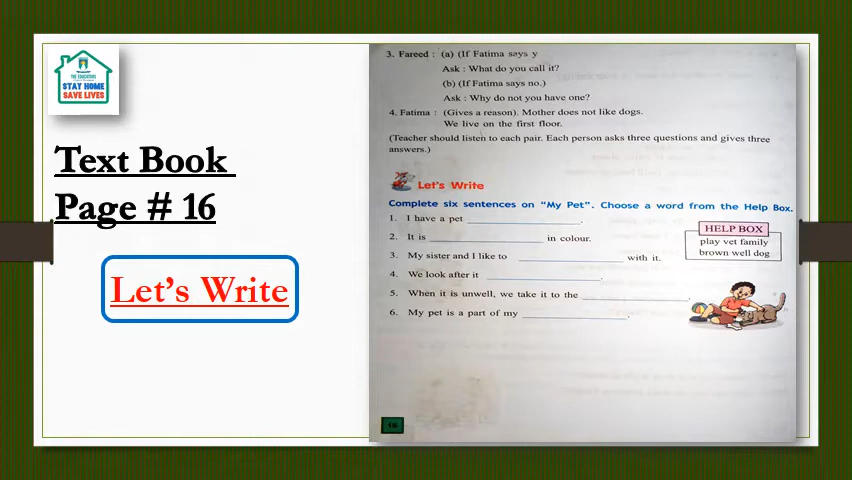 THE EDUCATORS
STAY HOME
SAVE LIVES
Text Book
Page # 16
Let's Write
3. Fareed : (a) (If Fatima says y
Ask : What do you call it?
(b) (If Fatima says no.)
Ask : Why do not you have one?
4. Fatima : (Gives a reason). Mother does not like dogs.
We live on the first floor.
(Teacher should listen to each pair. Each person asks three questions and gives three
answers.)
Let's Write
Complete six sentences on "My Pet". Choose a word from the Help Box.
1. I have a pet ____________.
2. It is ____________ in colour.
3. My sister and I like to ____________ with it.
4. We look after it ____________.
5. When it is unwell, we take it to the ____________.
6. My pet is a part of my ____________.
HELP BOX
play vet family
brown well dog
16